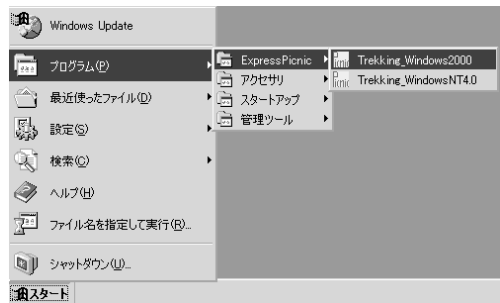 Windows Update
プログラム(P)
ExpressPicnic
Trekking_Windows2000
アクセサリ
Trekking_WindowsNT4.0
最近使ったファイル(D)
スタートアップ
設定(S)
管理ツール
検索(C)
ヘルプ(H)
ファイル名を指定して実行(R)...
シャットダウン(U)...
スタート